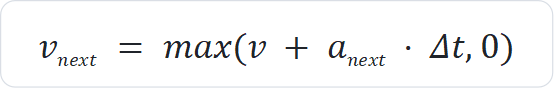 v_next = max(v + a_next · Δt, 0)